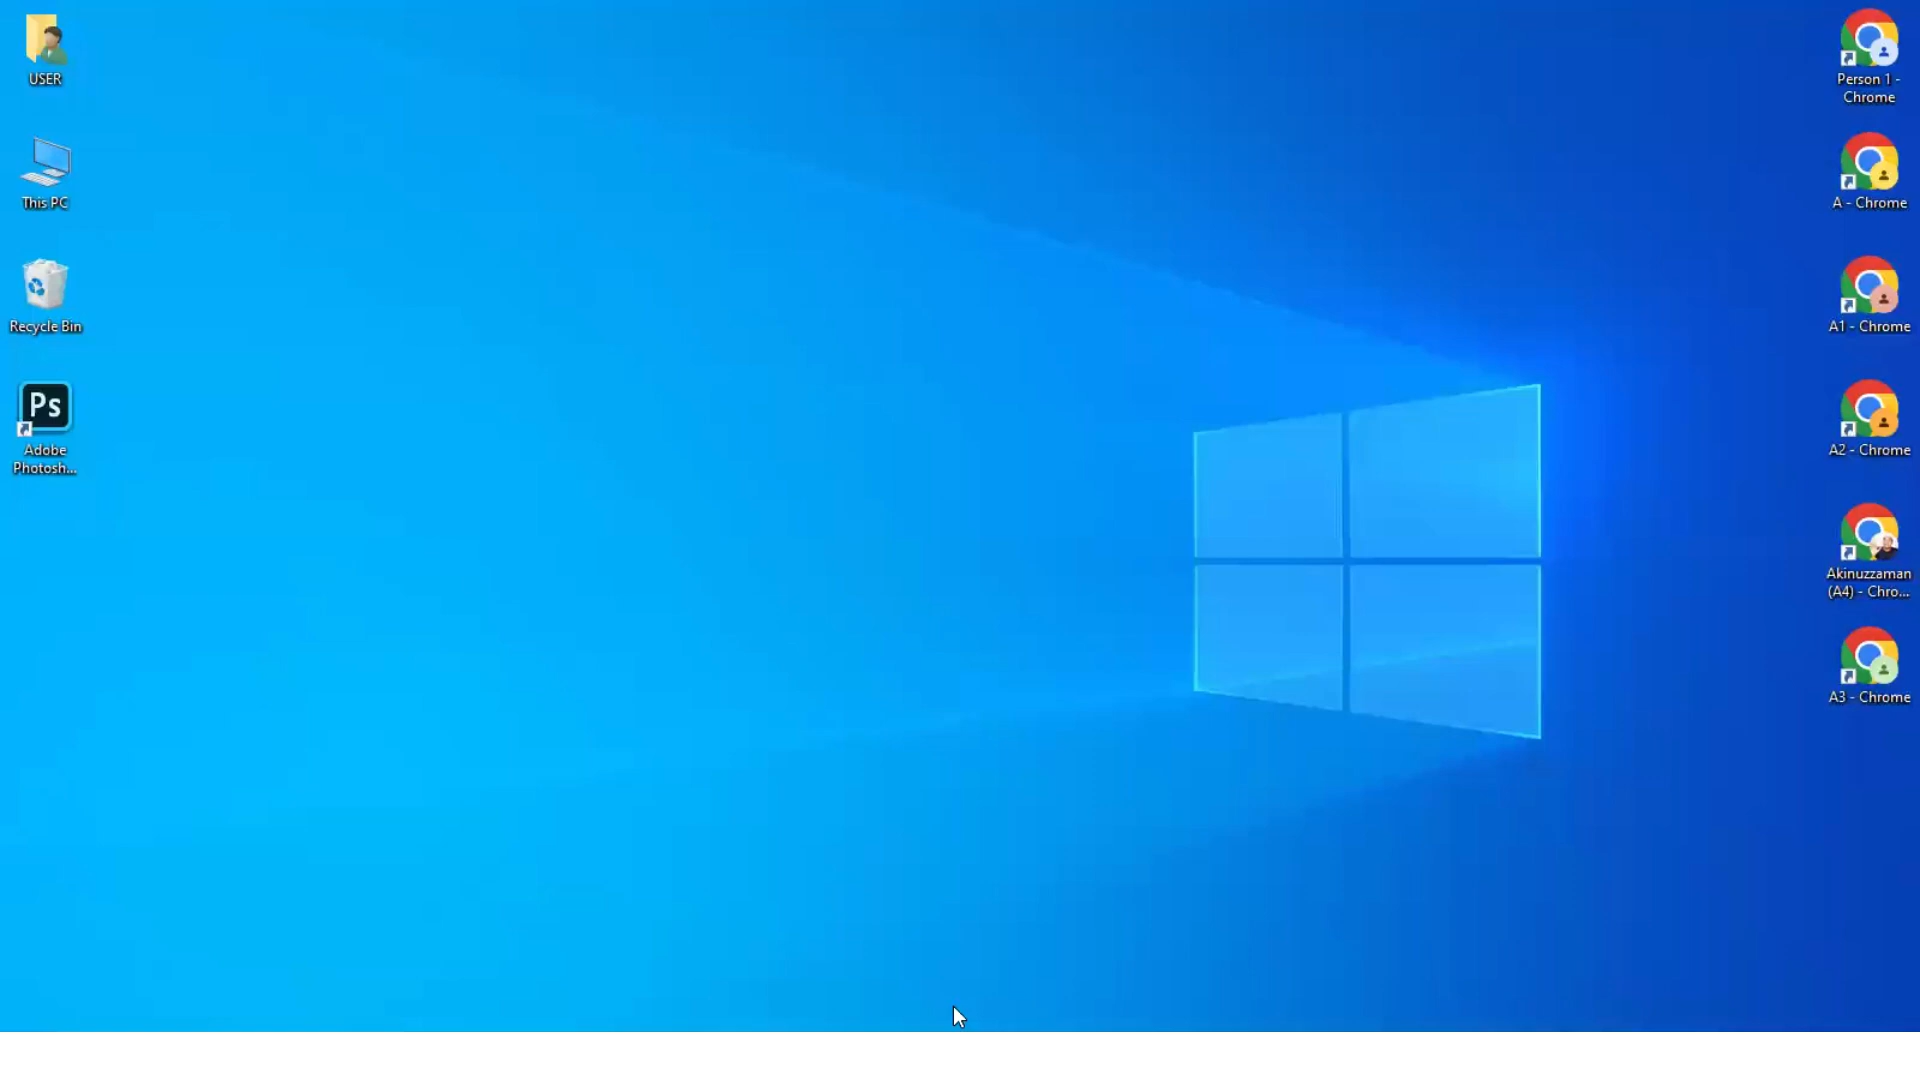 USER
This PC
Recycle Bin
Ps
Adobe
Photosh...
Person 1 -
Chrome
A - Chrome
A1 - Chrome
A2 - Chrome
Akinuzzaman
(A4) - Chro...
A3 - Chrome